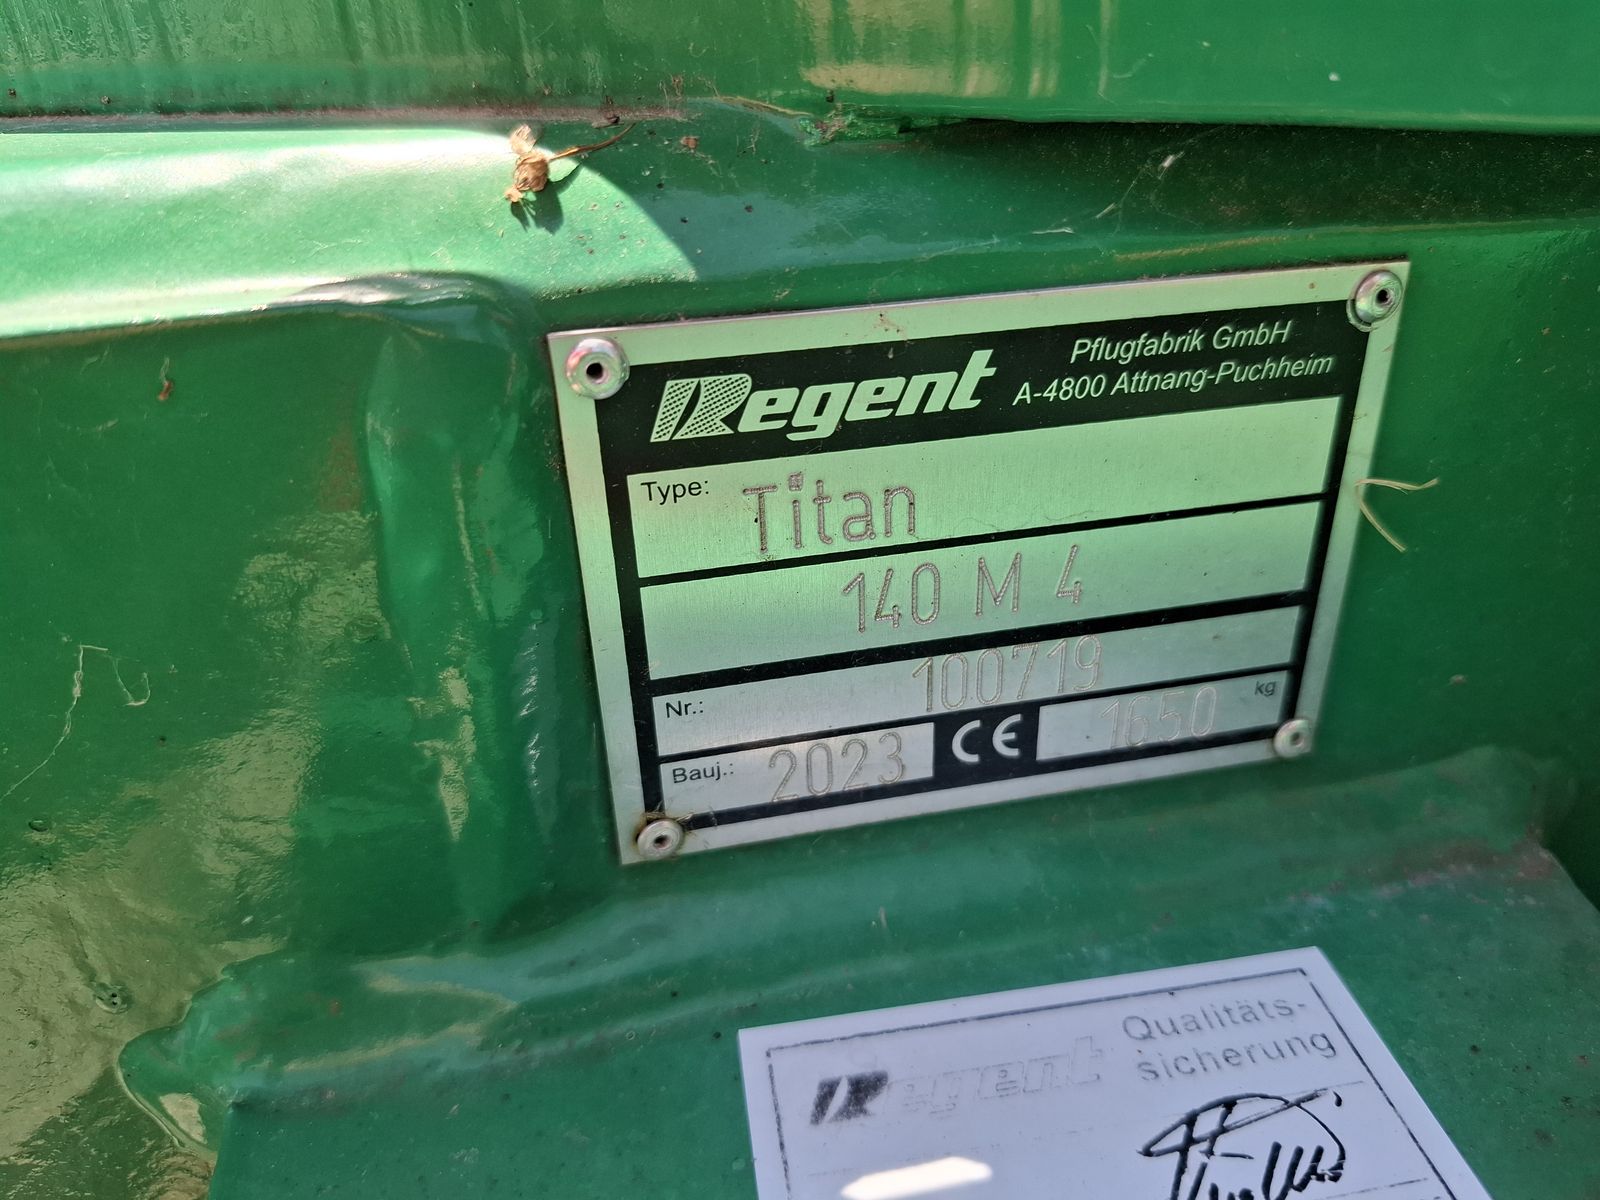 Regent
Pflugfabrik GmbH
A-4800 Attnang-Puchheim
Type: Titan
140 M 4
Nr.: 100719
Bauj.: 2023 CE 1650 kg
Regent
Qualitäts-
sicherung